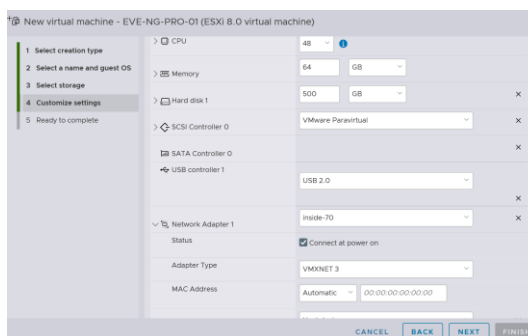 New virtual machine - EVE-NG-PRO-01 (ESXi 8.0 virtual machine)
1 Select creation type
2 Select a name and guest OS
3 Select storage
4 Customize settings
5 Ready to complete
CPU 48
Memory 64 GB
Hard disk 1 500 GB
SCSI Controller 0 VMware Paravirtual
SATA Controller 0
USB controller 1
USB 2.0
Network Adapter 1 inside-70
Status Connect at power on
Adapter Type VMXNET 3
MAC Address Automatic 00:00:00:00:00:00
CANCEL BACK NEXT FINISH